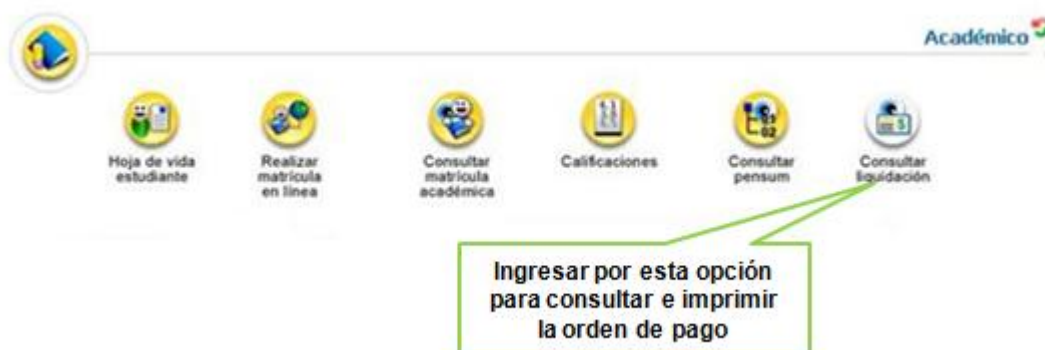 Académico
Hoja de vida
estudiante
Realizar
matrícula
en línea
Consultar
matrícula
académica
Calificaciones
Consultar
pensum
Consultar
liquidación
Ingresar por esta opción
para consultar e imprimir
la orden de pago